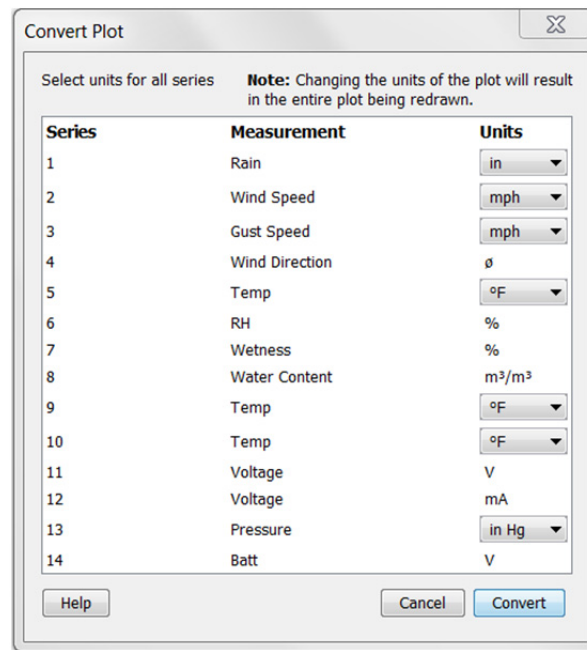 Convert Plot
Select units for all series
Note: Changing the units of the plot will result
in the entire plot being redrawn.
Series Measurement Units
1 Rain in
2 Wind Speed mph
3 Gust Speed mph
4 Wind Direction ø
5 Temp ºF
6 RH %
7 Wetness %
8 Water Content m³/m³
9 Temp ºF
10 Temp ºF
11 Voltage V
12 Voltage mA
13 Pressure in Hg
14 Batt V
Help Cancel Convert